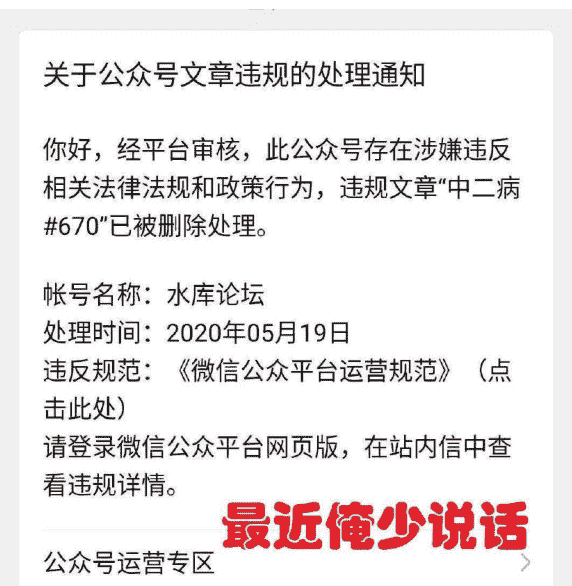 关于公众号文章违规的处理通知
你好，经平台审核，此公众号存在涉嫌违反
相关法律法规和政策行为，违规文章“中二病
#670”已被删除处理。
帐号名称：水库论坛
处理时间：2020年05月19日
违反规范：《微信公众平台运营规范》（点
击此处）
请登录微信公众平台网页版，在站内信中查
看违规详情。
最近俺少说话
公众号运营专区